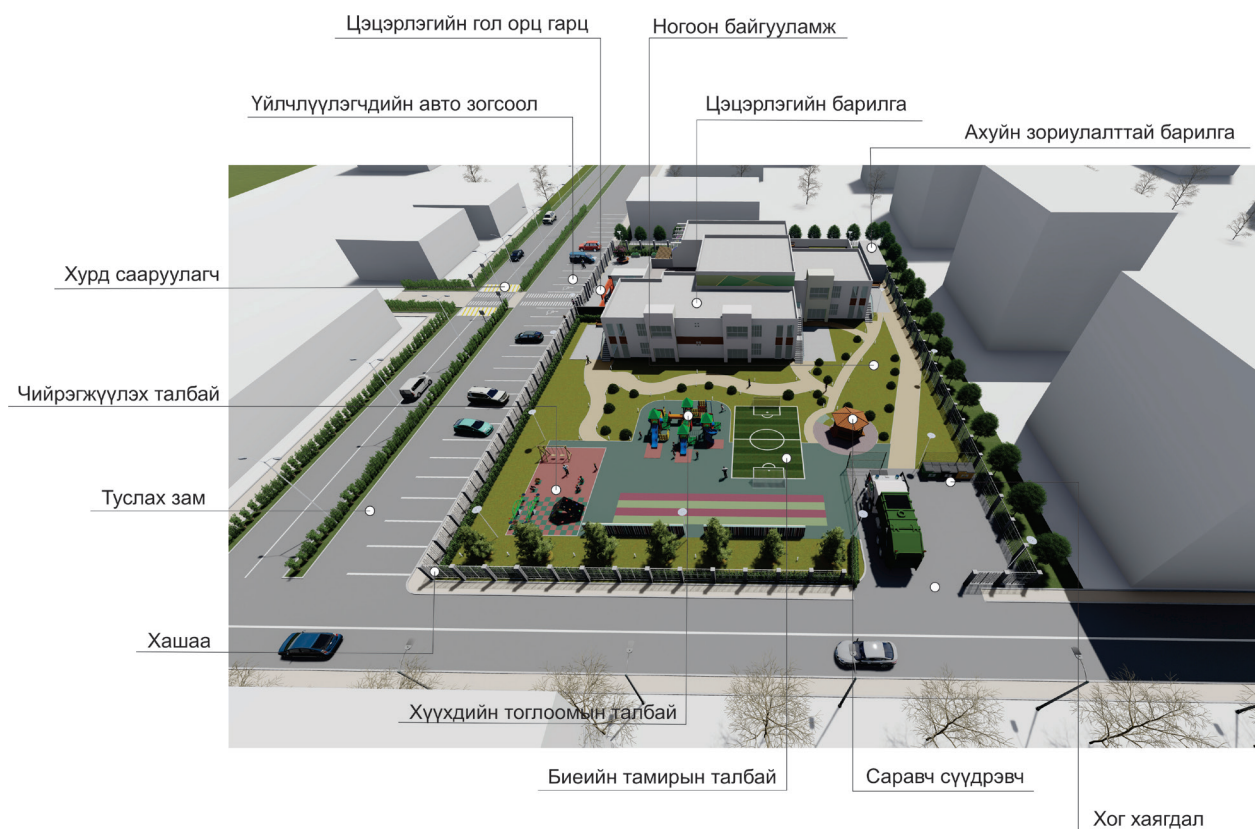 Цэцэрлэгийн гол орц гарц
Ногоон байгууламж
Үйлчлүүлэгчдийн авто зогсоол
Цэцэрлэгийн барилга
Ахуйн зориулалттай барилга
Хурд сааруулагч
Чийрэгжүүлэх талбай
Туслах зам
Хашаа
Хүүхдийн тоглоомын талбай
Биеийн тамирын талбай
Саравч сүүдрэвч
Хог хаягдал